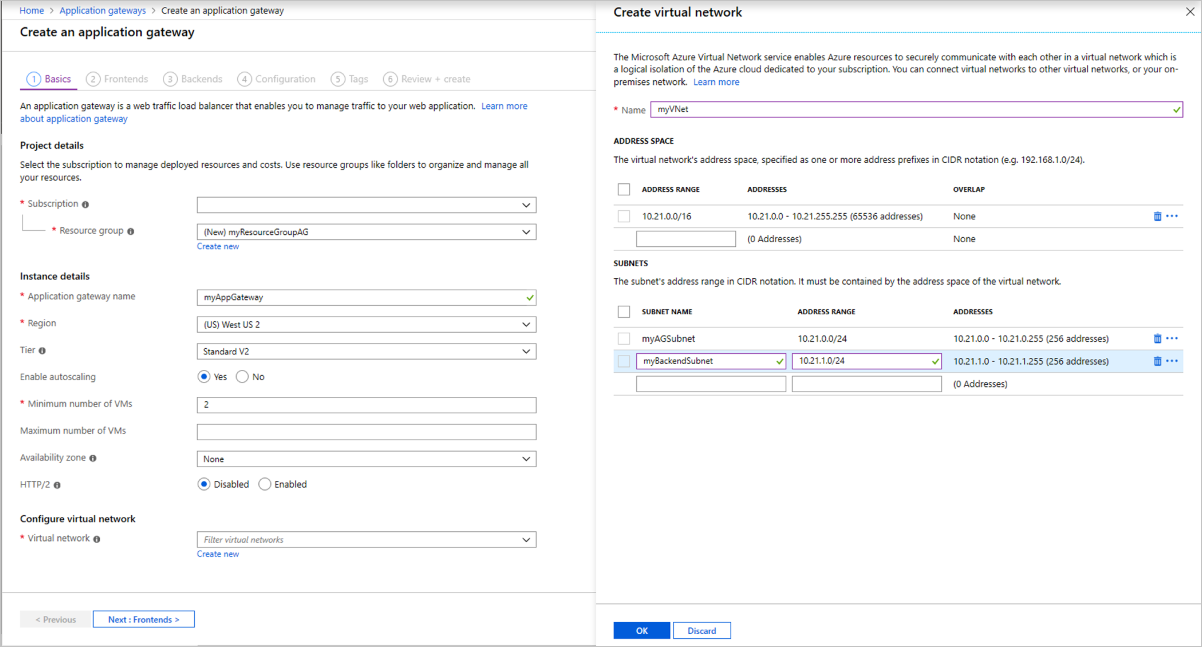 Home > Application gateways > Create an application gateway
Create an application gateway
1 Basics 2 Frontends 3 Backends 4 Configuration 5 Tags 6 Review + create
An application gateway is a web traffic load balancer that enables you to manage traffic to your web application. Learn more
about application gateway
Project details
Select the subscription to manage deployed resources and costs. Use resource groups like folders to organize and manage all
your resources.
* Subscription
* Resource group (New) myResourceGroupAG
Create new
Instance details
* Application gateway name myAppGateway
* Region (US) West US 2
Tier Standard V2
Enable autoscaling Yes No
* Minimum number of VMs 2
Maximum number of VMs
Availability zone None
HTTP/2 Disabled Enabled
Configure virtual network
* Virtual network Filter virtual networks
Create new
< Previous Next : Frontends >
Create virtual network
The Microsoft Azure Virtual Network service enables Azure resources to securely communicate with each other in a virtual network which is
a logical isolation of the Azure cloud dedicated to your subscription. You can connect virtual networks to other virtual networks, or your on-
premises network. Learn more
* Name myVNet
ADDRESS SPACE
The virtual network's address space, specified as one or more address prefixes in CIDR notation (e.g. 192.168.1.0/24).
ADDRESS RANGE ADDRESSES OVERLAP
10.21.0.0/16 10.21.0.0 - 10.21.255.255 (65536 addresses) None
(0 Addresses) None
SUBNETS
The subnet's address range in CIDR notation. It must be contained by the address space of the virtual network.
SUBNET NAME ADDRESS RANGE ADDRESSES
myAGSubnet 10.21.0.0/24 10.21.0.0 - 10.21.0.255 (256 addresses)
myBackendSubnet 10.21.1.0/24 10.21.1.0 - 10.21.1.255 (256 addresses)
(0 Addresses)
OK Discard